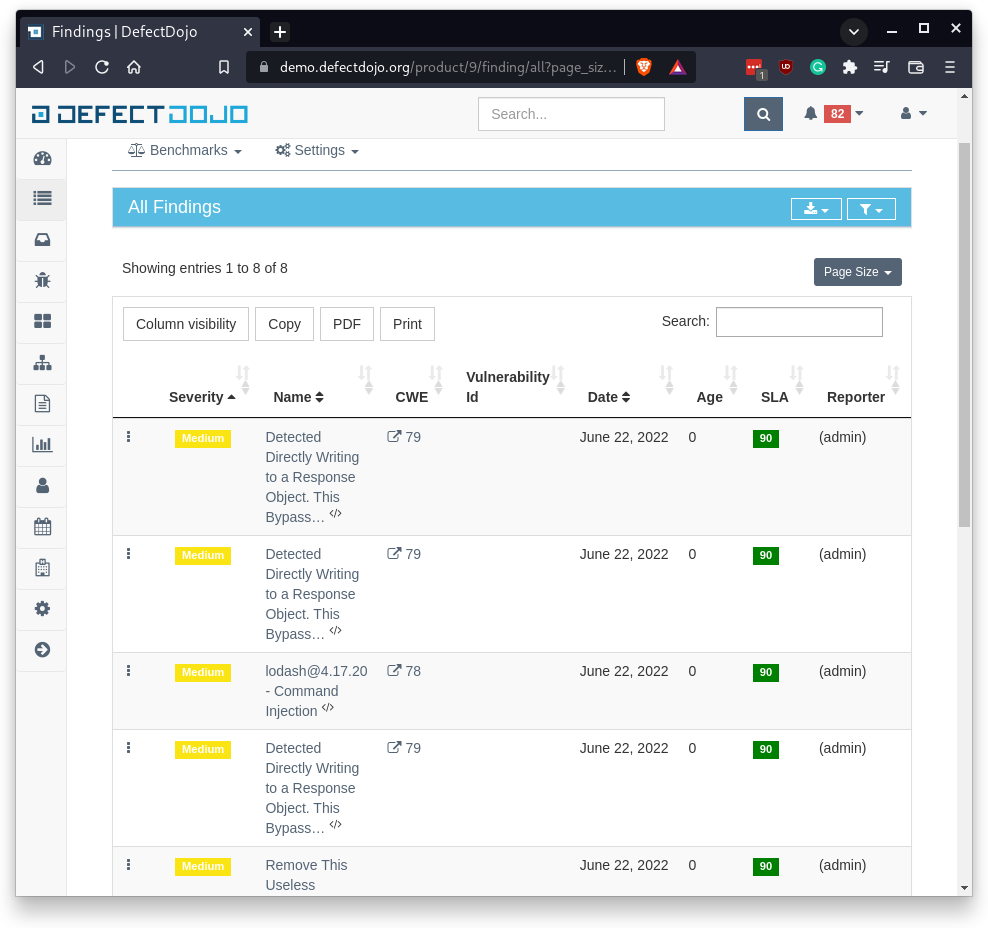 Findings | DefectDojo
demo.defectdojo.org/product/9/finding/all?page_siz...
1
DEFECTDOJO
Search...
82
Benchmarks
Settings
All Findings
Showing entries 1 to 8 of 8
Page Size
Column visibility Copy PDF Print
Search:
Severity Name CWE Vulnerability Id Date Age SLA Reporter
Medium Detected 79 June 22, 2022 0 90 (admin)
Directly Writing
to a Response
Object. This
Bypass… </>
Medium Detected 79 June 22, 2022 0 90 (admin)
Directly Writing
to a Response
Object. This
Bypass… </>
Medium lodash@4.17.20 78 June 22, 2022 0 90 (admin)
- Command
Injection </>
Medium Detected 79 June 22, 2022 0 90 (admin)
Directly Writing
to a Response
Object. This
Bypass… </>
Medium Remove This June 22, 2022 0 90 (admin)
Useless